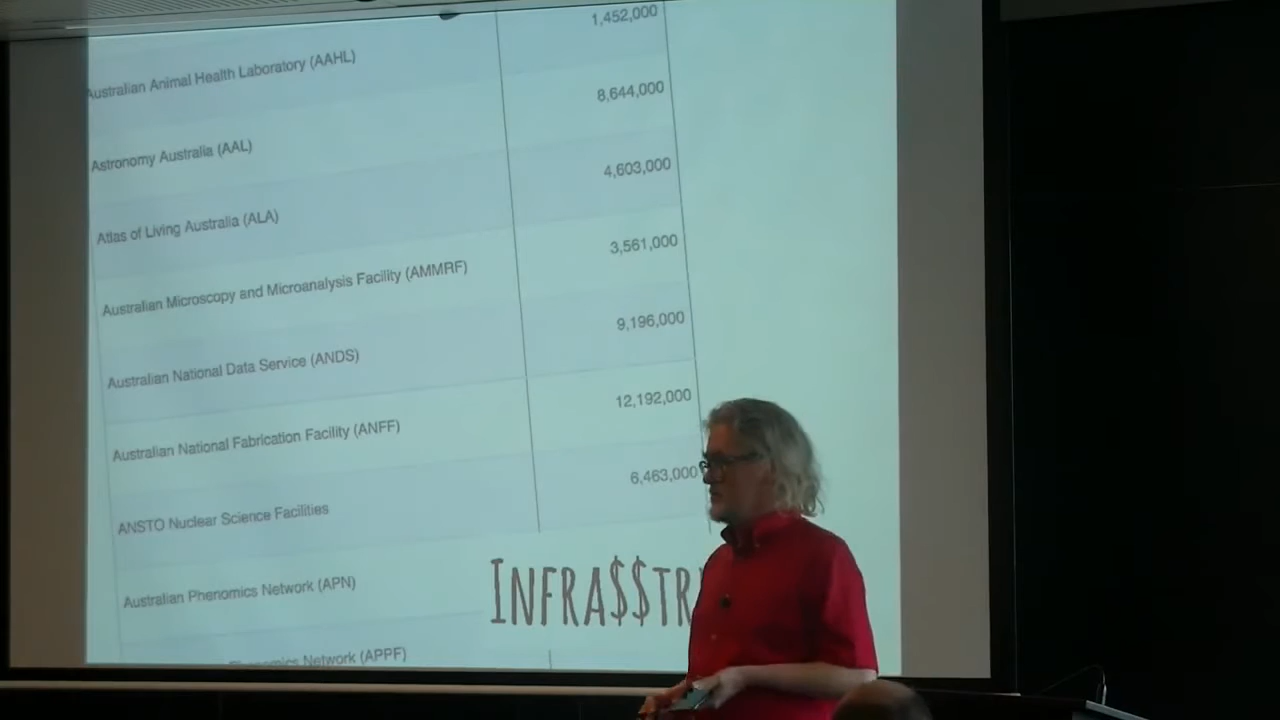 Australian Animal Health Laboratory (AAHL) 1,452,000
Astronomy Australia (AAL) 8,644,000
Atlas of Living Australia (ALA) 4,603,000
Australian Microscopy and Microanalysis Facility (AMMRF) 3,561,000
Australian National Data Service (ANDS) 9,196,000
Australian National Fabrication Facility (ANFF) 12,192,000
ANSTO Nuclear Science Facilities 6,463,000
Australian Phenomics Network (APN)
Network (APPF)
INFRA$$TR